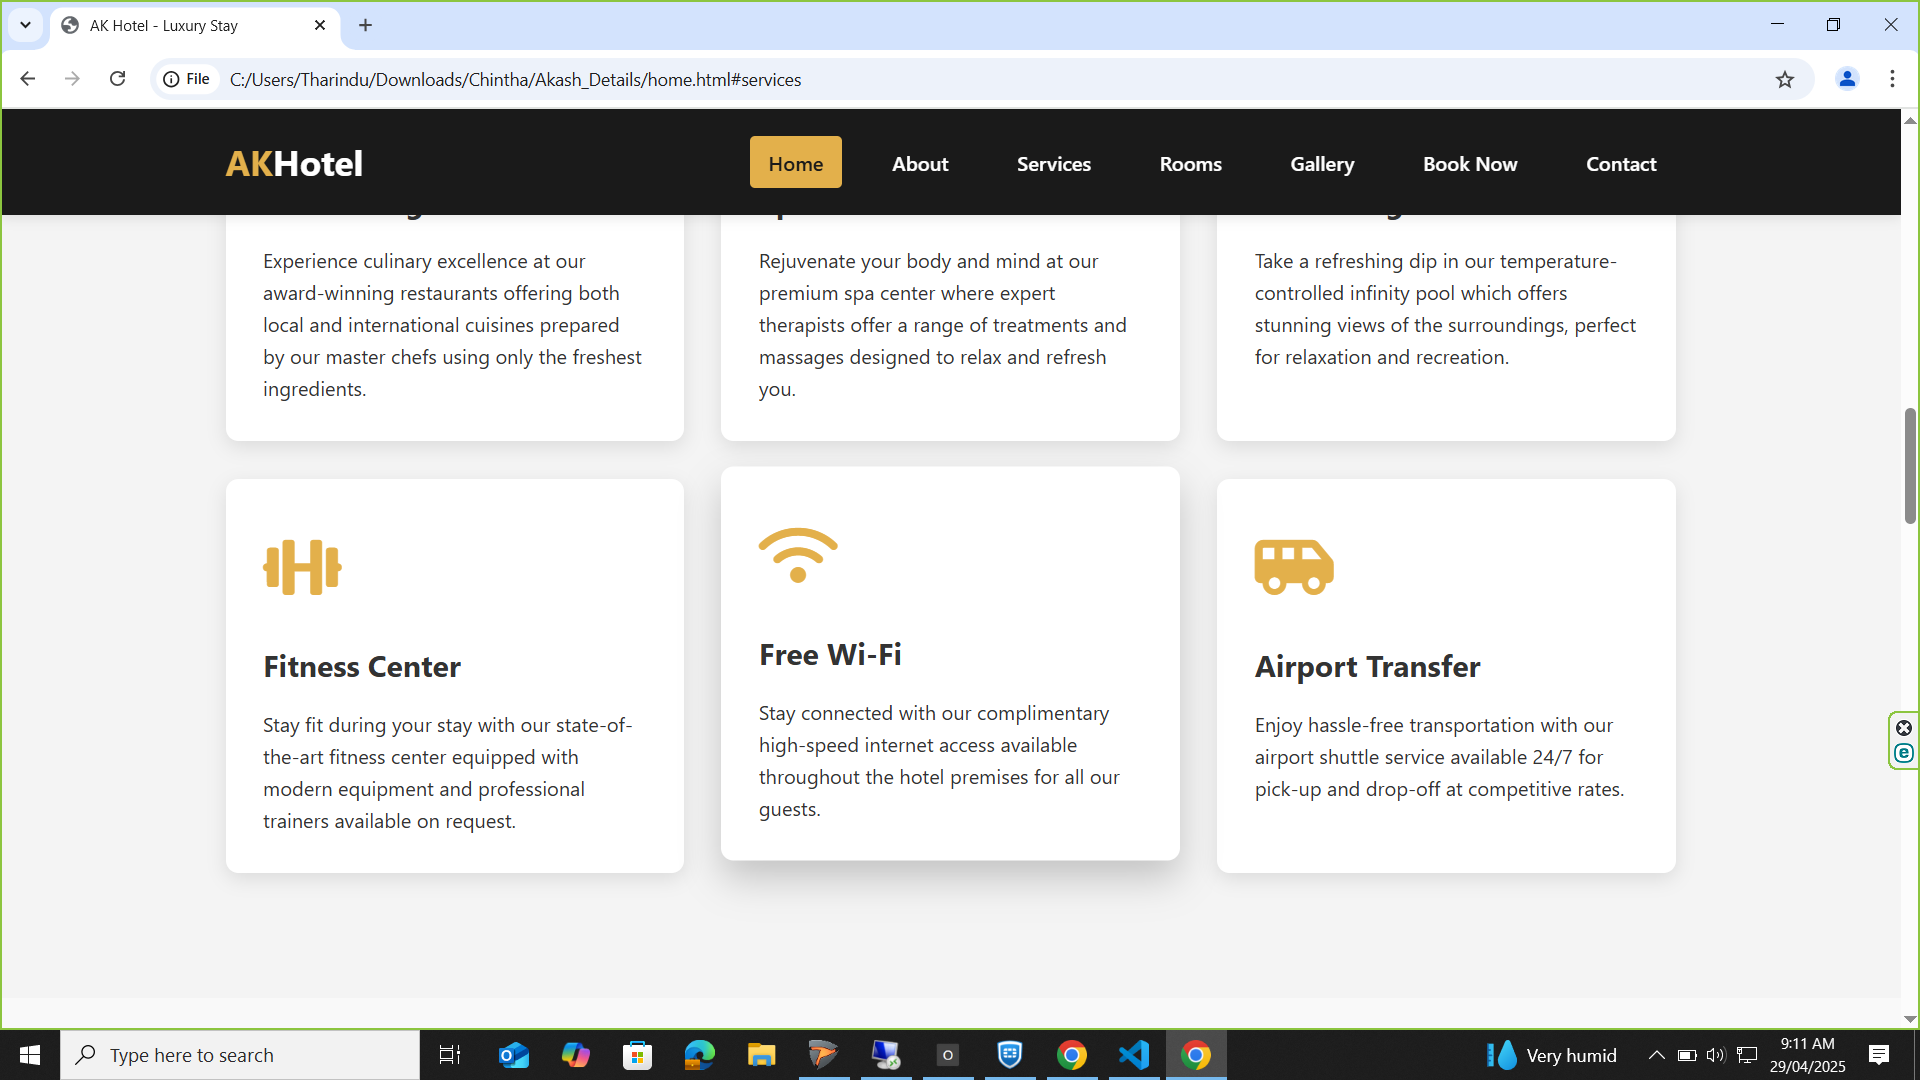 AK Hotel - Luxury Stay
File
C:/Users/Tharindu/Downloads/Chintha/Akash_Details/home.html#services
AKHotel
Home
About
Services
Rooms
Gallery
Book Now
Contact
Experience culinary excellence at our
award-winning restaurants offering both
local and international cuisines prepared
by our master chefs using only the freshest
ingredients.
Rejuvenate your body and mind at our
premium spa center where expert
therapists offer a range of treatments and
massages designed to relax and refresh
you.
Take a refreshing dip in our temperature-
controlled infinity pool which offers
stunning views of the surroundings, perfect
for relaxation and recreation.
Fitness Center
Stay fit during your stay with our state-of-
the-art fitness center equipped with
modern equipment and professional
trainers available on request.
Free Wi-Fi
Stay connected with our complimentary
high-speed internet access available
throughout the hotel premises for all our
guests.
Airport Transfer
Enjoy hassle-free transportation with our
airport shuttle service available 24/7 for
pick-up and drop-off at competitive rates.
Type here to search
Very humid
9:11 AM
29/04/2025